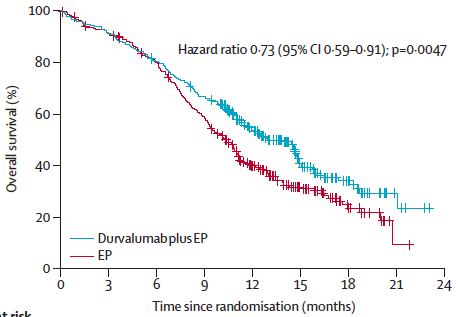 100
80
60
40
20
0
Overall survival (%)
Hazard ratio 0·73 (95% CI 0·59–0·91); p=0·0047
Durvalumab plus EP
EP
0 3 6 9 12 15 18 21 24
Time since randomisation (months)